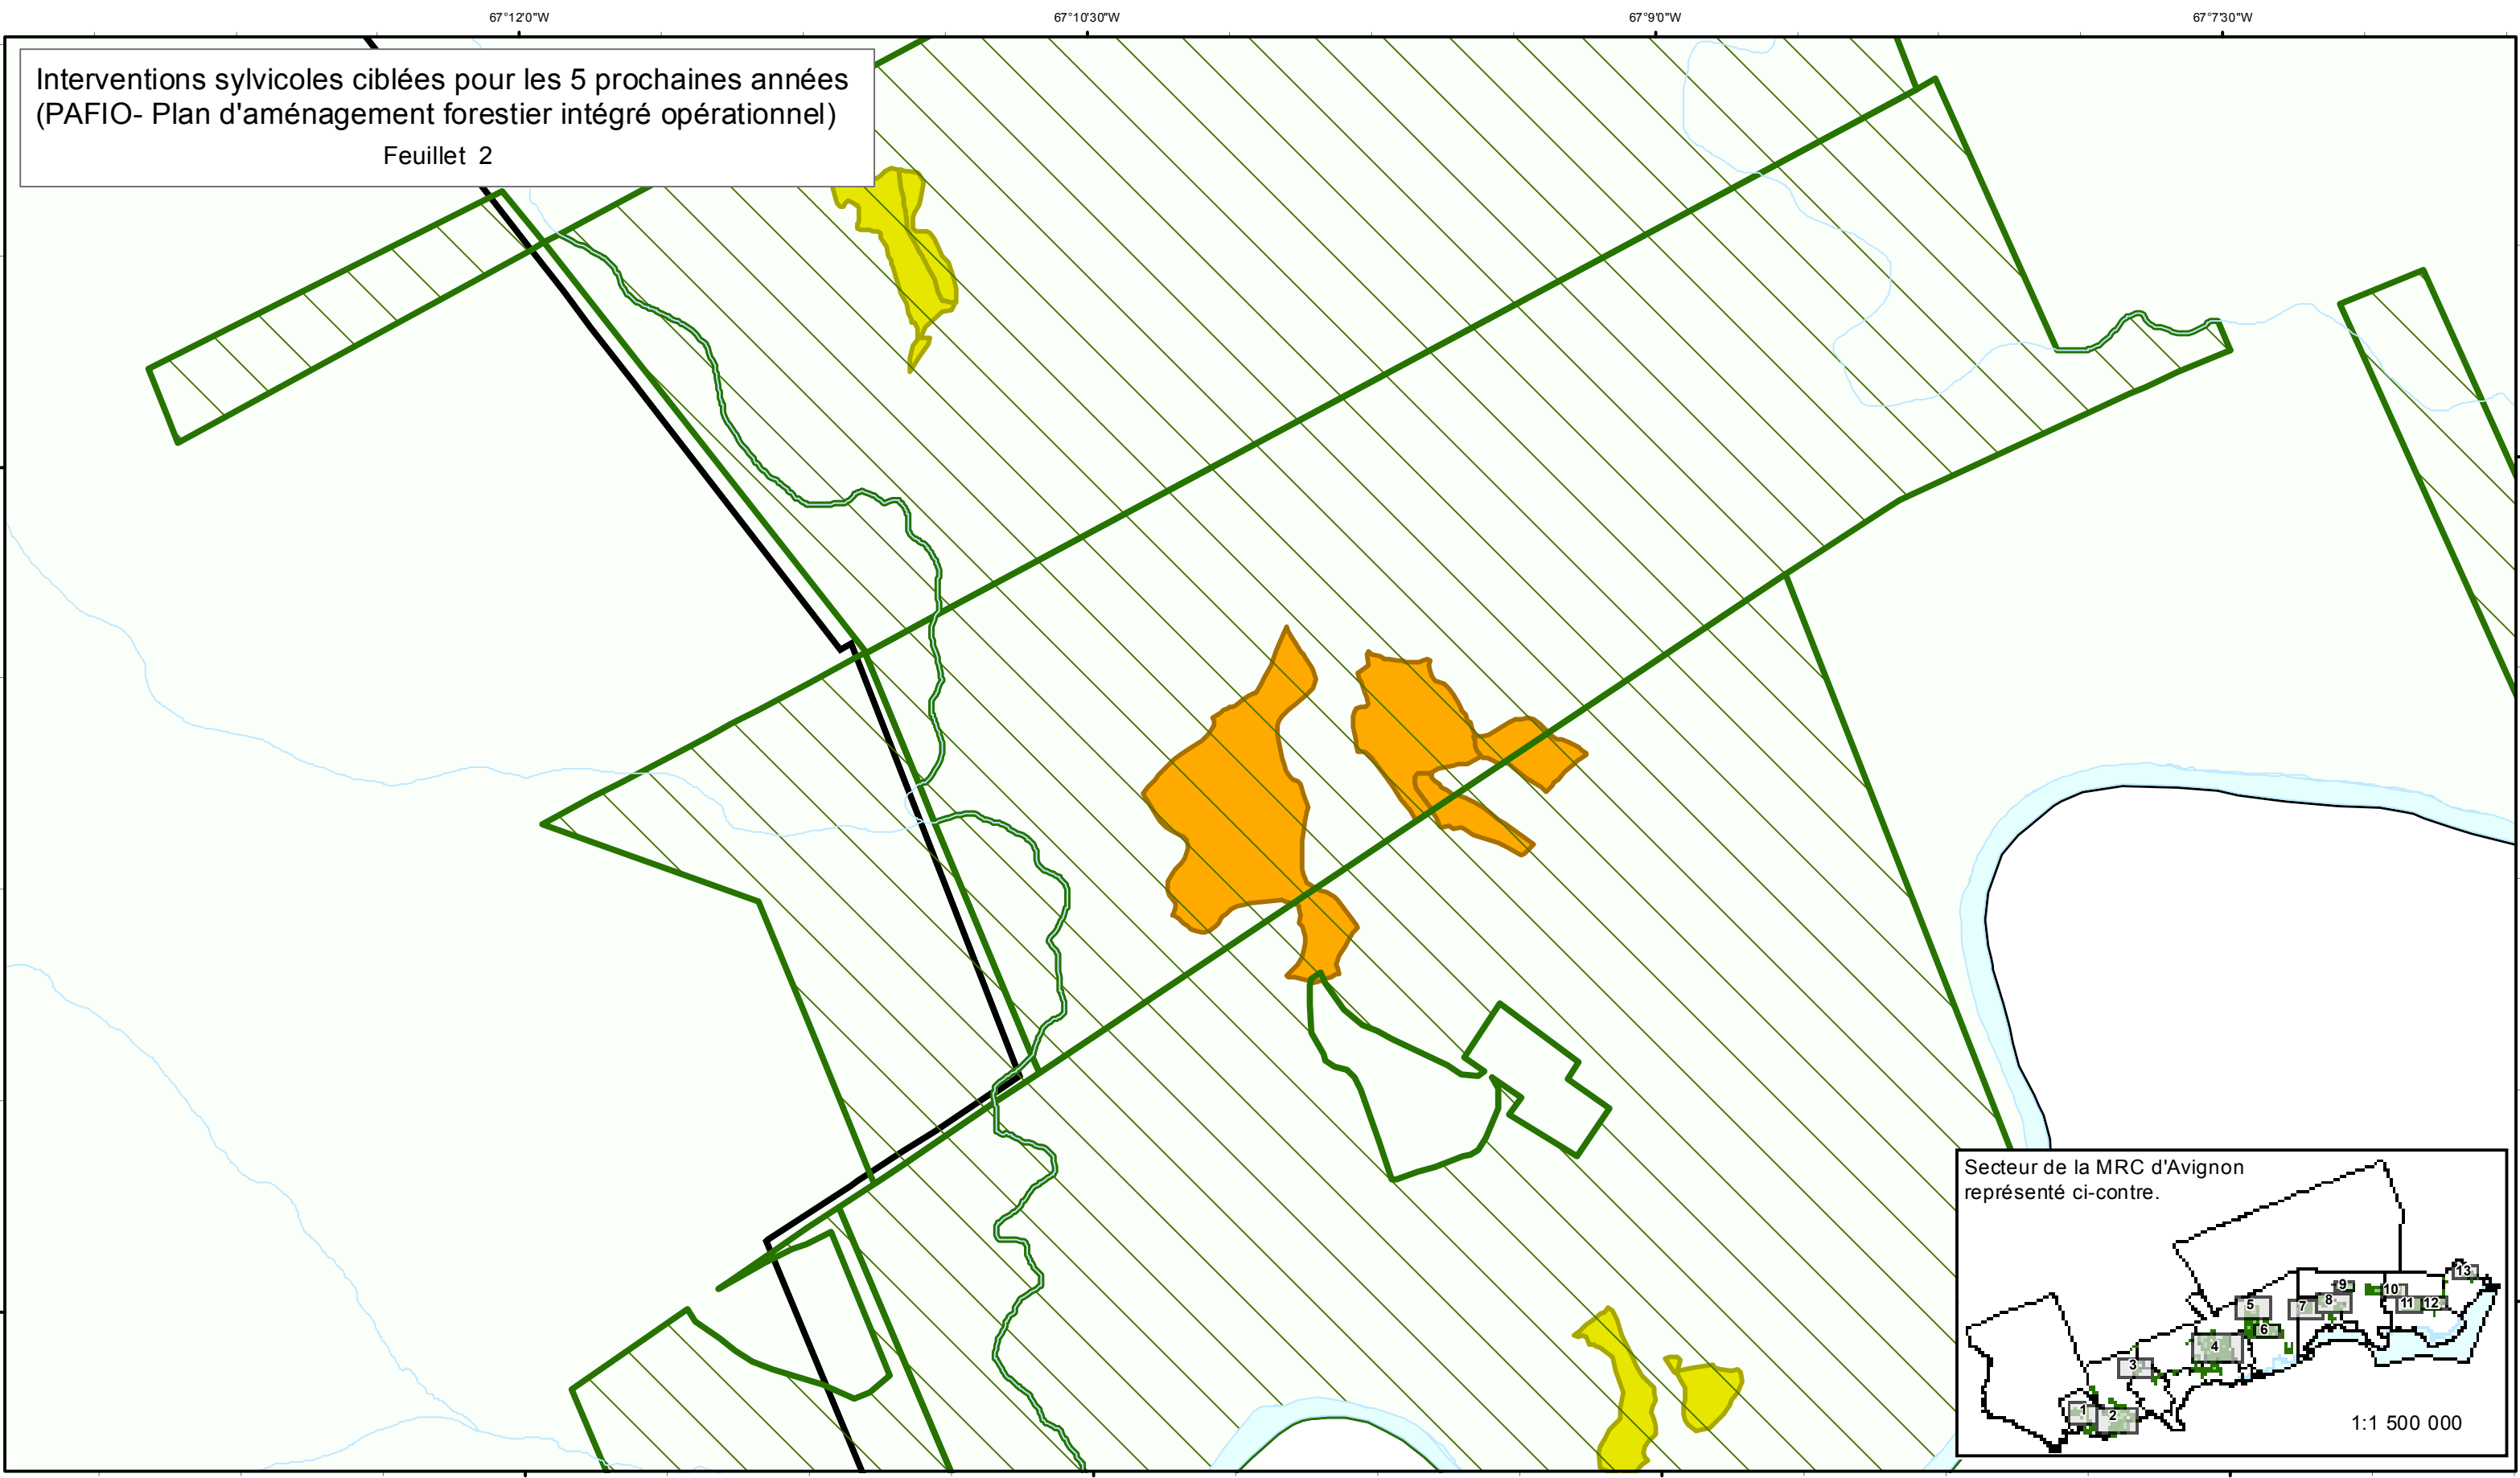 67°12'0"W
67°10'30"W
67°9'0"W
67°7'30"W
Interventions sylvicoles ciblées pour les 5 prochaines années
(PAFIO- Plan d'aménagement forestier intégré opérationnel)
Feuillet 2
Secteur de la MRC d'Avignon
représenté ci-contre.
13
9
10
5
7
8
11
12
6
4
3
1
2
1:1 500 000